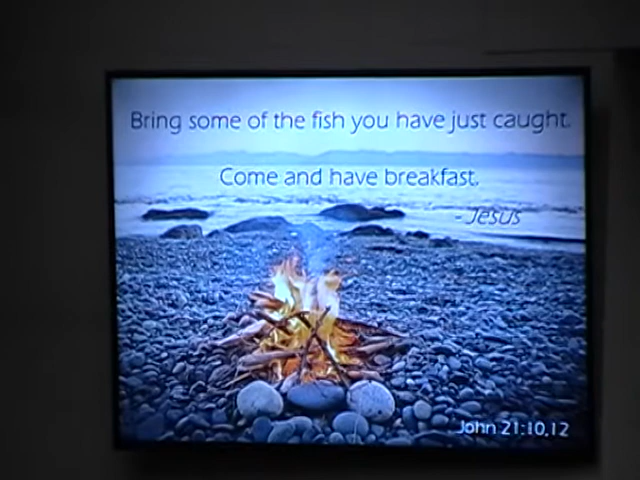 Bring some of the fish you have just caught.
Come and have breakfast.
- Jesus
John 21:10,12